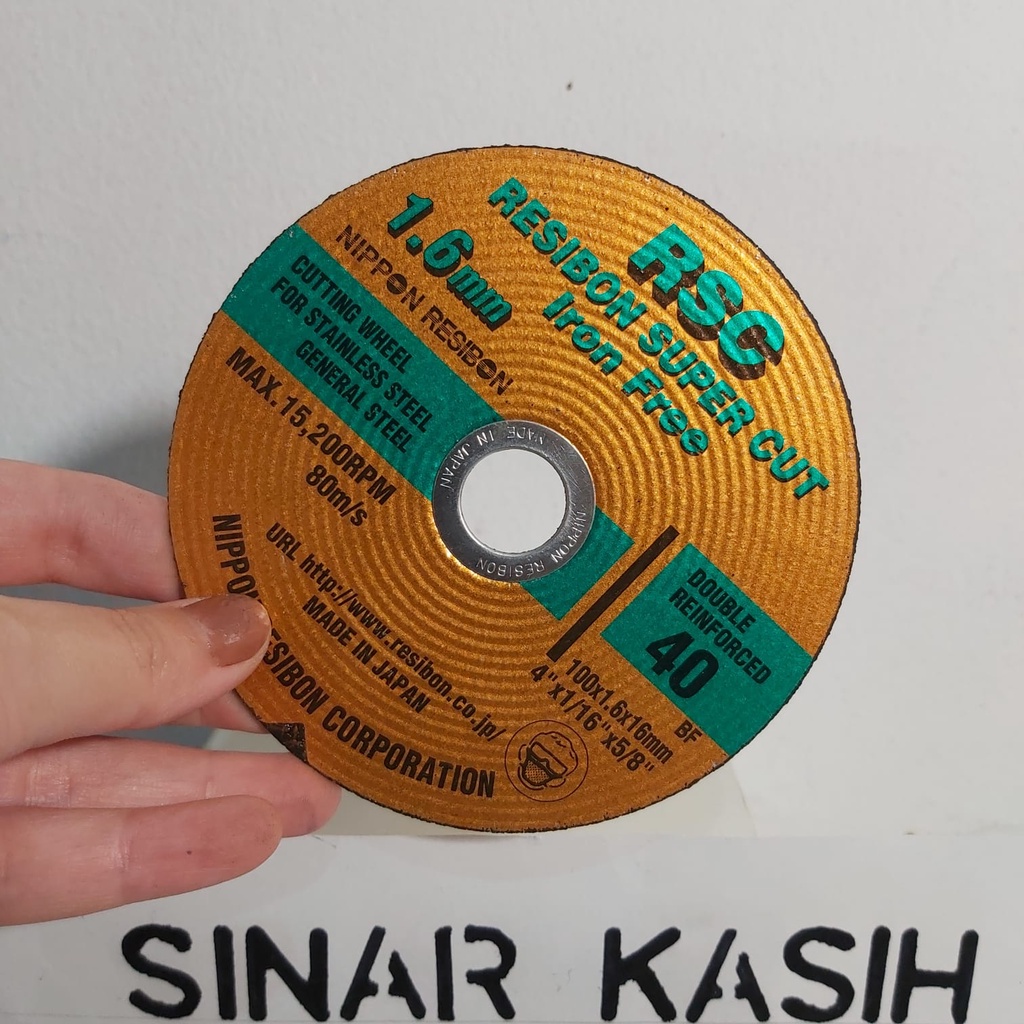 RSC
RESIBON SUPER CUT
Iron Free
1.6mm
NIPPON RESIBON
CUTTING WHEEL
FOR STAINLESS STEEL
GENERAL STEEL
MAX. 15,200RPM
80m/s
MADE IN JAPAN
NIPPON RESIBON
DOUBLE
REINFORCED
40
BF
100x1.6x16mm
4"x1/16"x5/8"
URL http://www.resibon.co.jp/
MADE IN JAPAN
NIPPON RESIBON CORPORATION
SINAR KASIH